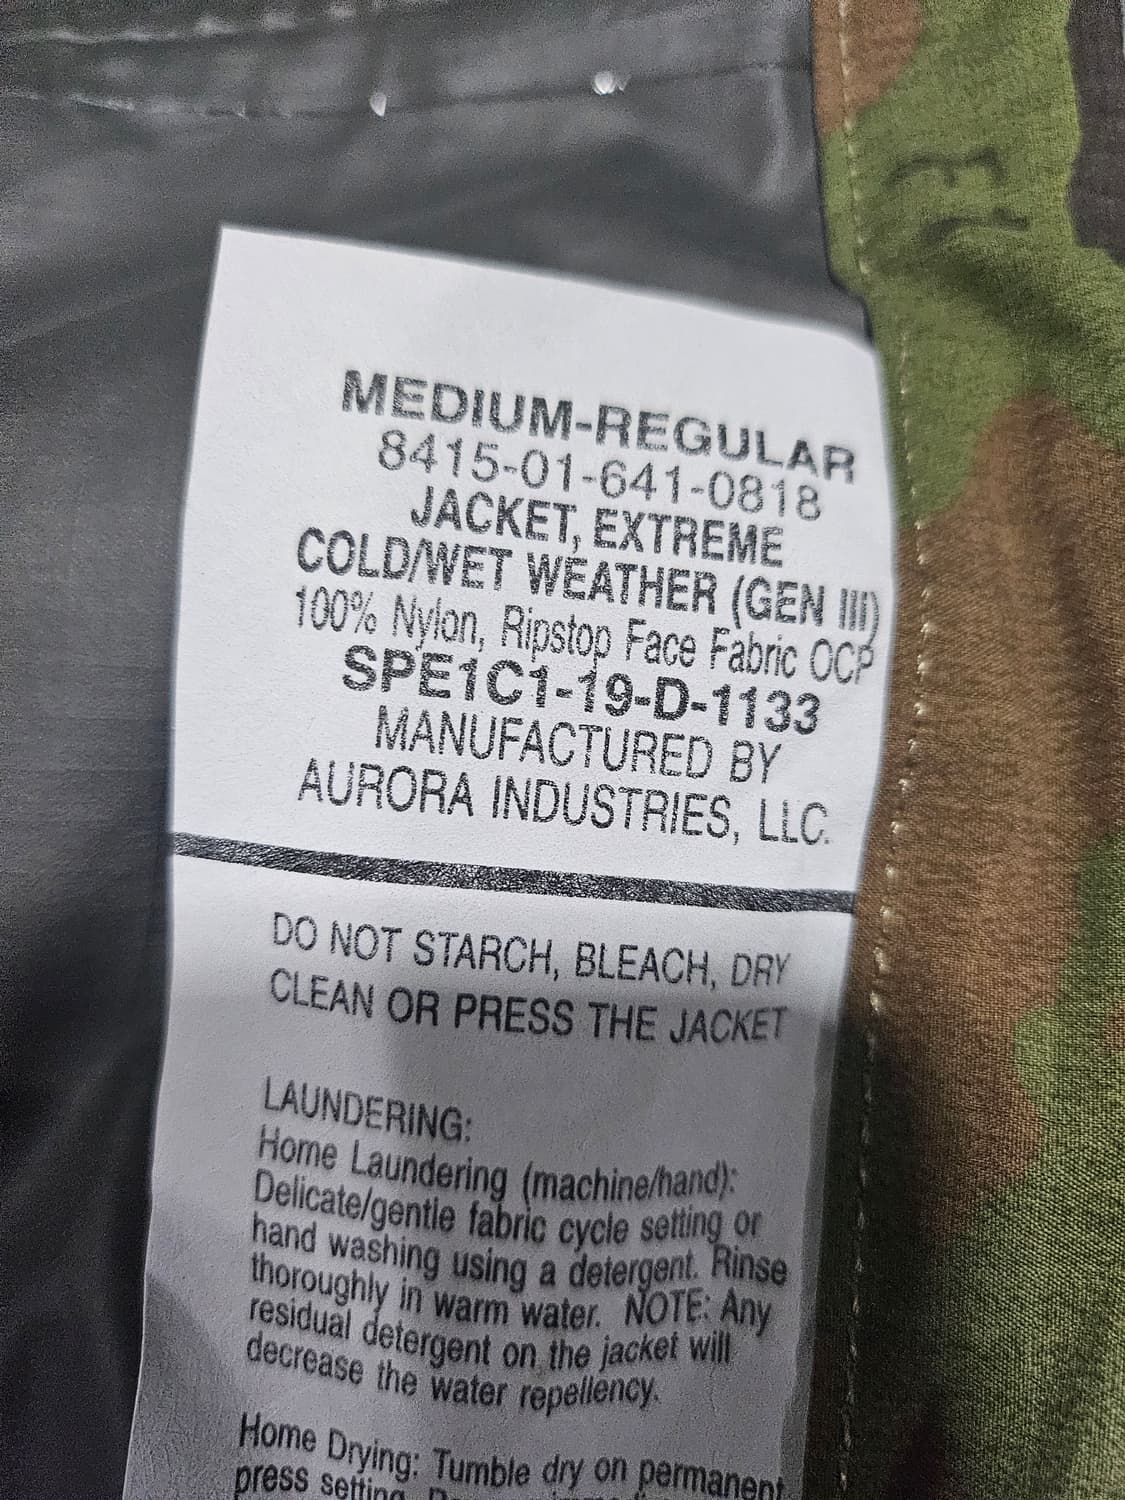 MEDIUM-REGULAR
8415-01-641-0818
JACKET, EXTREME
COLD/WET WEATHER (GEN III)
100% Nylon, Ripstop Face Fabric OCP
SPE1C1-19-D-1133
MANUFACTURED BY
AURORA INDUSTRIES, LLC.
DO NOT STARCH, BLEACH, DRY
CLEAN OR PRESS THE JACKET
LAUNDERING:
Home Laundering (machine/hand):
Delicate/gentle fabric cycle setting or
hand washing using a detergent. Rinse
thoroughly in warm water. NOTE: Any
residual detergent on the jacket will
decrease the water repellency.
Home Drying: Tumble dry on permanent
press setting.